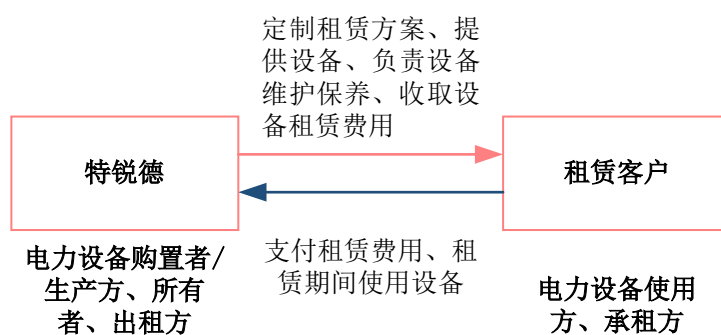 定制租赁方案、提
供设备、负责设备
维护保养、收取设
备租赁费用
特锐德
租赁客户
支付租赁费用、租
赁期间使用设备
电力设备购置者/
生产方、所有
者、出租方
电力设备使用
方、承租方